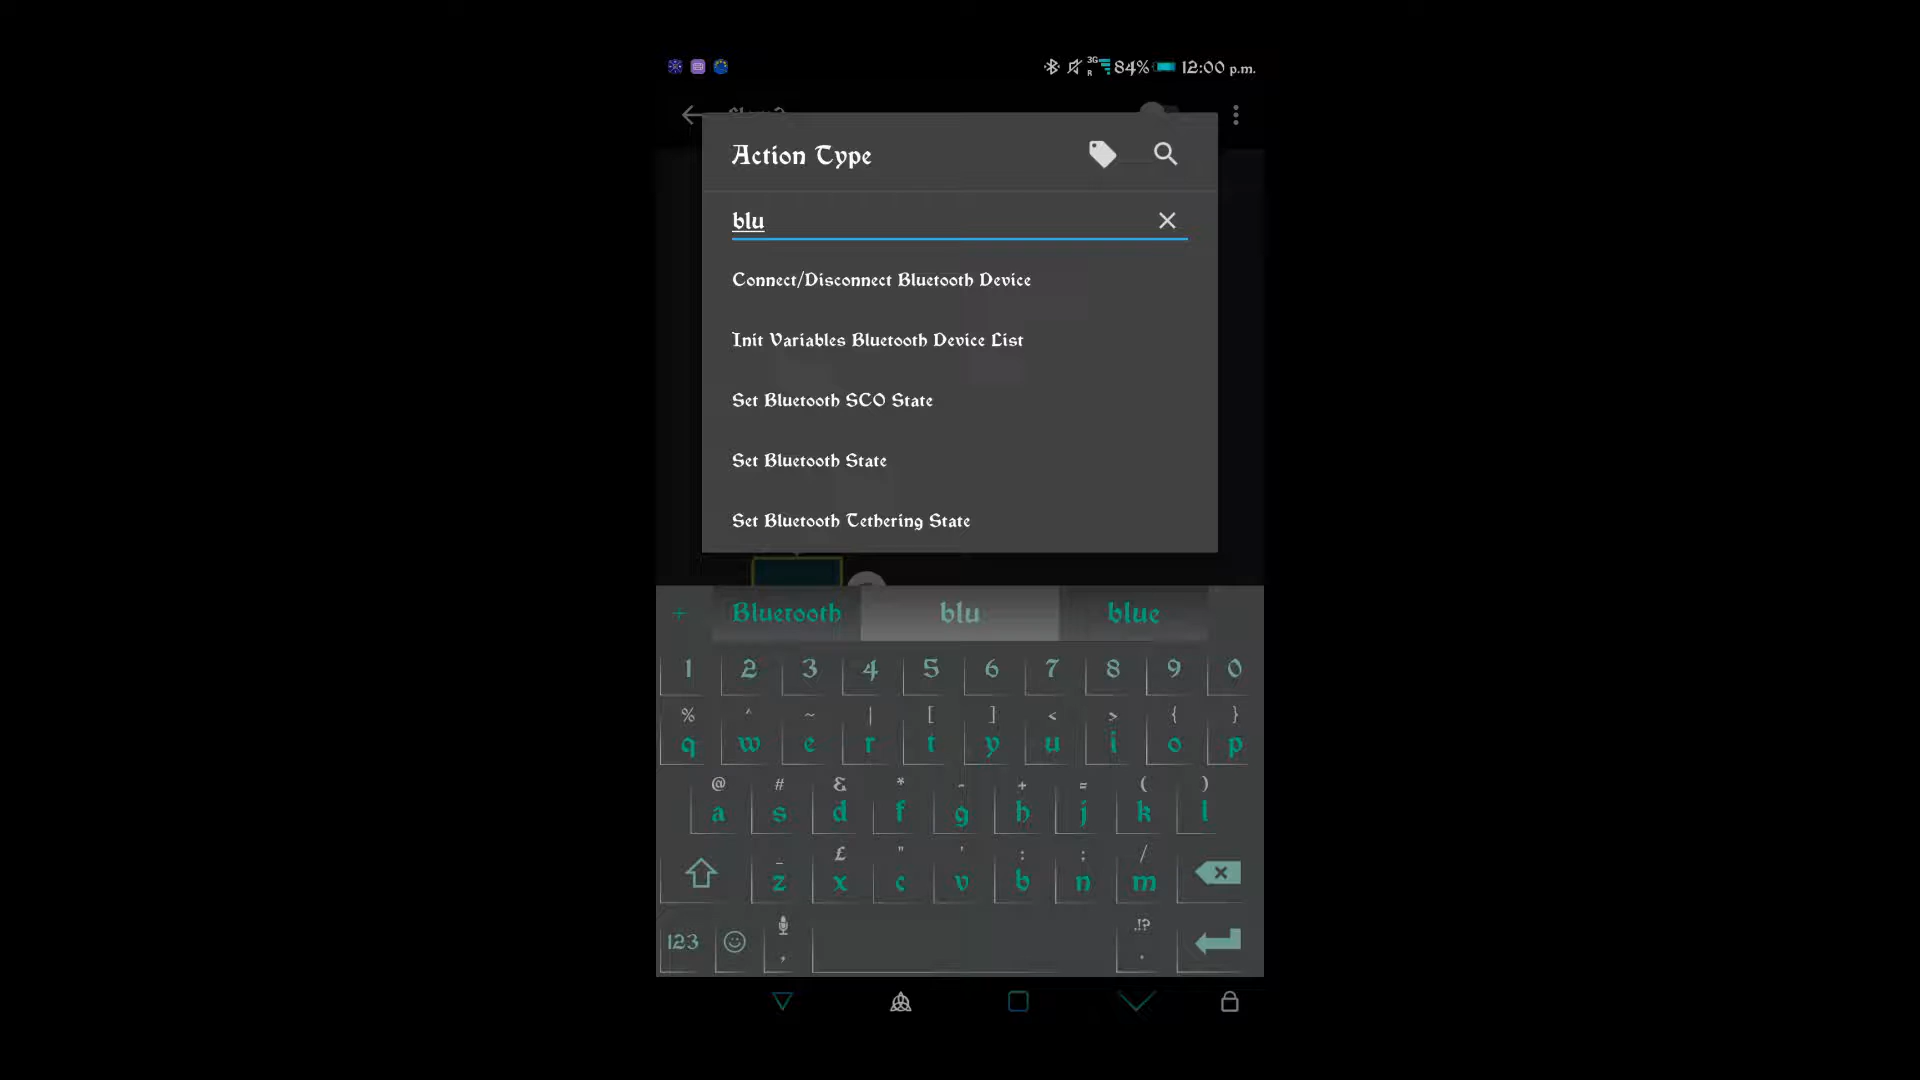 3G
R
84% 12:00 p.m.
Action Type
blu
Connect/Disconnect Bluetooth Device
Init Variables Bluetooth Device List
Set Bluetooth SCO State
Set Bluetooth State
Set Bluetooth Tethering State
+ Bluetooth blu blue
1 2 3 4 5 6 7 8 9 0
% ^ ~ | [ ] < > { }
q w e r t y u i o p
@ # & * - + = ( )
a s d f g h j k l
_ £ " ' : ; /
z x c v b n m
.!?
123 , .